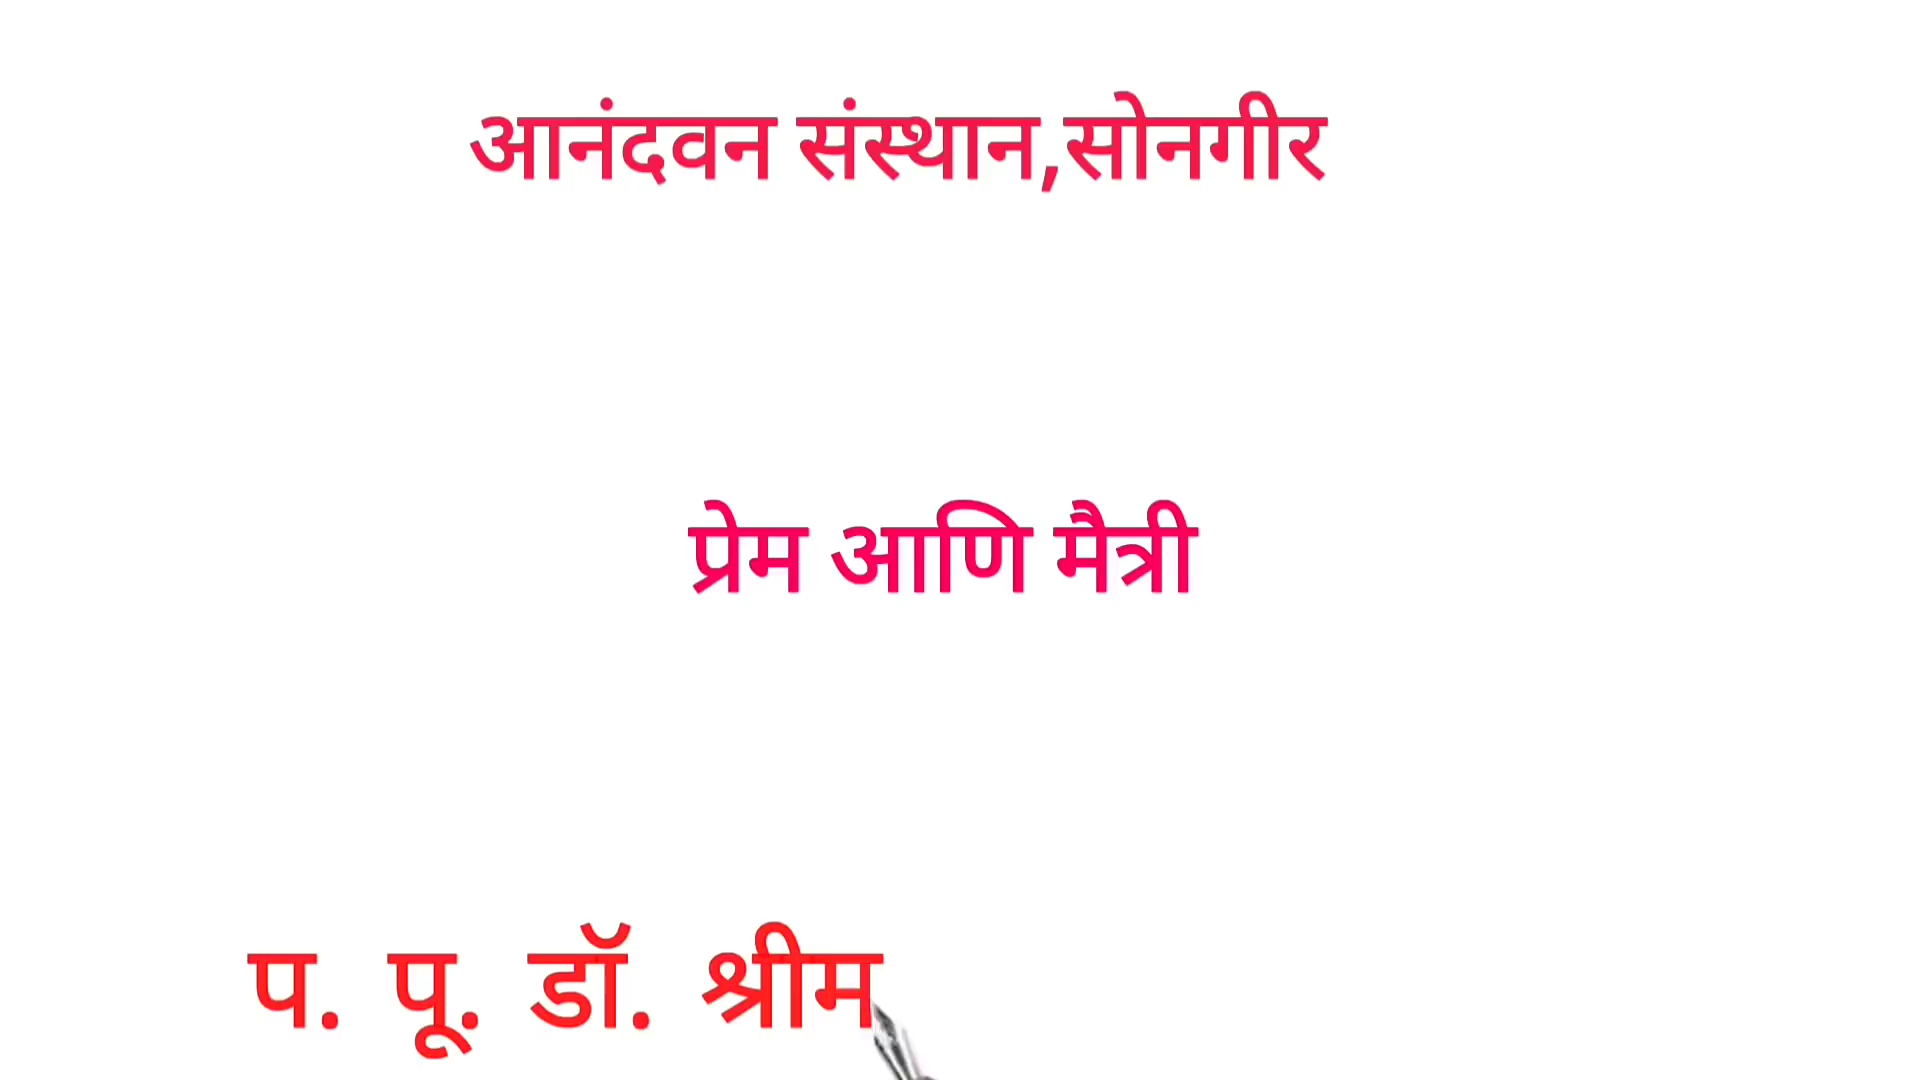 आनंदवन संस्थान,सोनगीर
प्रेम आणि मैत्री
प. पू. डॉ. श्रीम